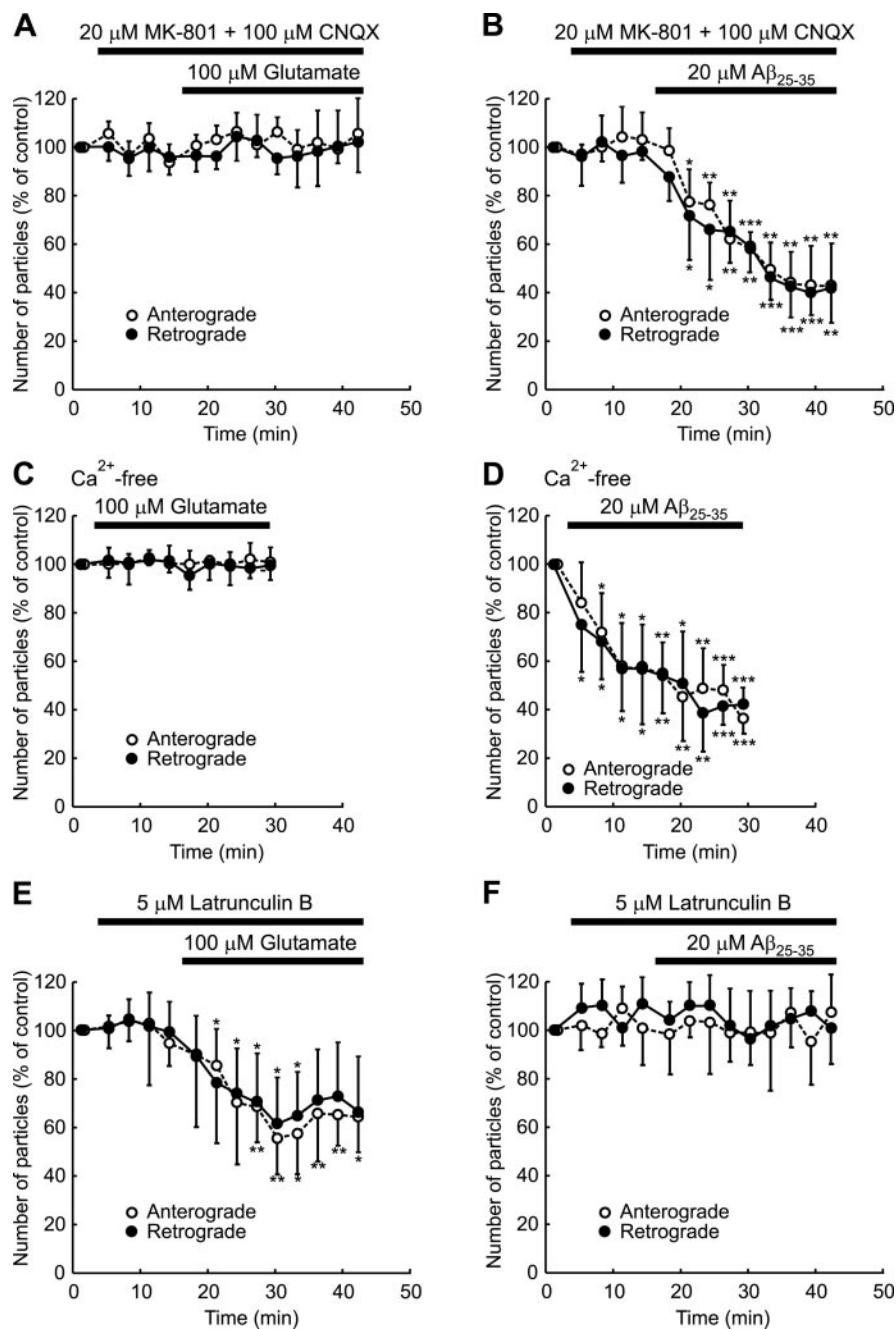 A
20 μM MK-801 + 100 μM CNQX
100 μM Glutamate
Number of particles (% of control)
120
100
80
60
40
20
0
Anterograde
Retrograde
0 10 20 30 40 50
Time (min)
B
20 μM MK-801 + 100 μM CNQX
20 μM Aβ25-35
Number of particles (% of control)
120
100
80
60
40
20
0
* ** ** *** ** ** ** **
* * ** ** *** *** *** **
Anterograde
Retrograde
0 10 20 30 40 50
Time (min)
C
Ca2+-free
100 μM Glutamate
Number of particles (% of control)
120
100
80
60
40
20
0
Anterograde
Retrograde
0 10 20 30 40
Time (min)
D
Ca2+-free
20 μM Aβ25-35
Number of particles (% of control)
120
100
80
60
40
20
0
* * * ** * ** *** ***
* * * * ** ** ** *** ***
Anterograde
Retrograde
0 10 20 30 40
Time (min)
E
5 μM Latrunculin B
100 μM Glutamate
Number of particles (% of control)
120
100
80
60
40
20
0
* * * * *
** ** * ** ** *
Anterograde
Retrograde
0 10 20 30 40 50
Time (min)
F
5 μM Latrunculin B
20 μM Aβ25-35
Number of particles (% of control)
120
100
80
60
40
20
0
Anterograde
Retrograde
0 10 20 30 40 50
Time (min)